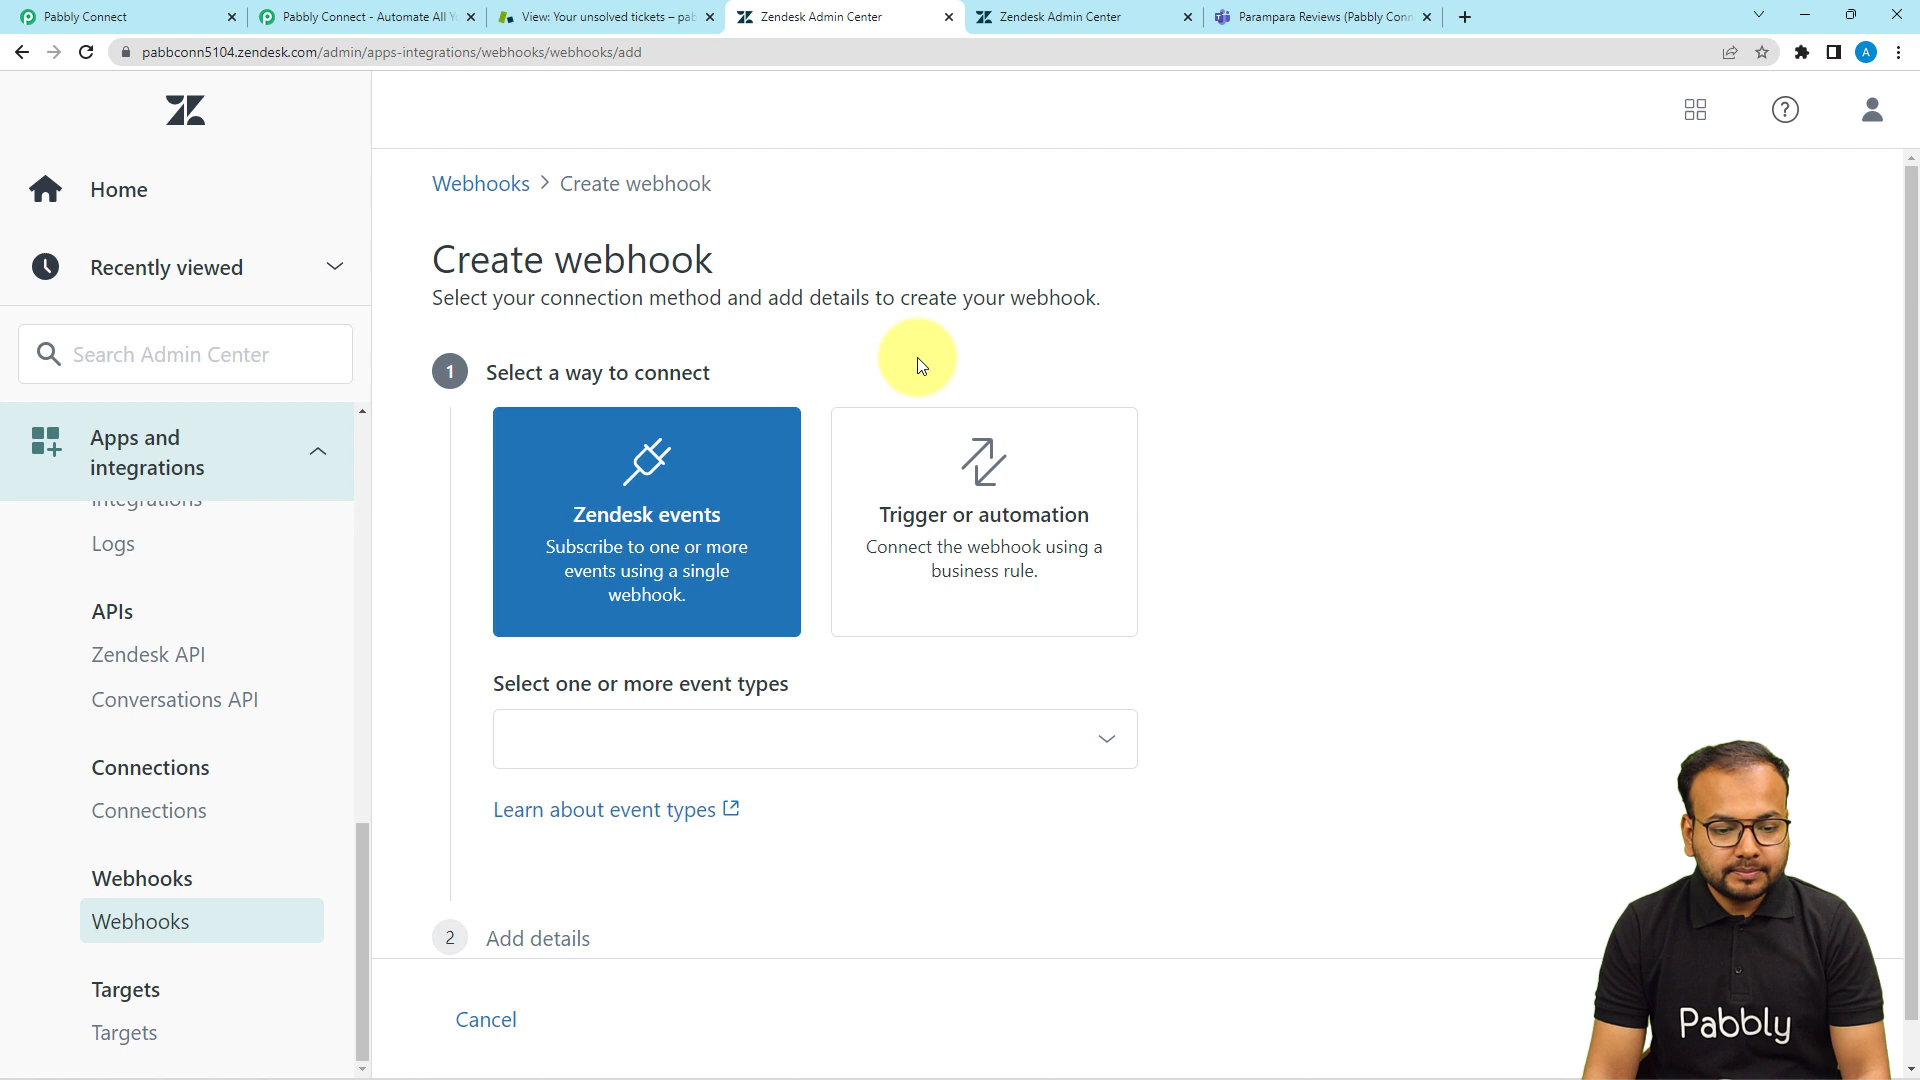 Pabbly Connect
Pabbly Connect - Automate All Y
View: Your unsolved tickets – pab
Zendesk Admin Center
Zendesk Admin Center
Parampara Reviews (Pabbly Conn
pabbconn5104.zendesk.com/admin/apps-integrations/webhooks/webhooks/add
A
Home
Recently viewed
Search Admin Center
Apps and
integrations
integrations
Logs
APIs
Zendesk API
Conversations API
Connections
Connections
Webhooks
Webhooks
Targets
Targets
Webhooks > Create webhook
Create webhook
Select your connection method and add details to create your webhook.
1 Select a way to connect
Zendesk events
Subscribe to one or more
events using a single
webhook.
Trigger or automation
Connect the webhook using a
business rule.
Select one or more event types
Learn about event types
2 Add details
Cancel
Pabbly